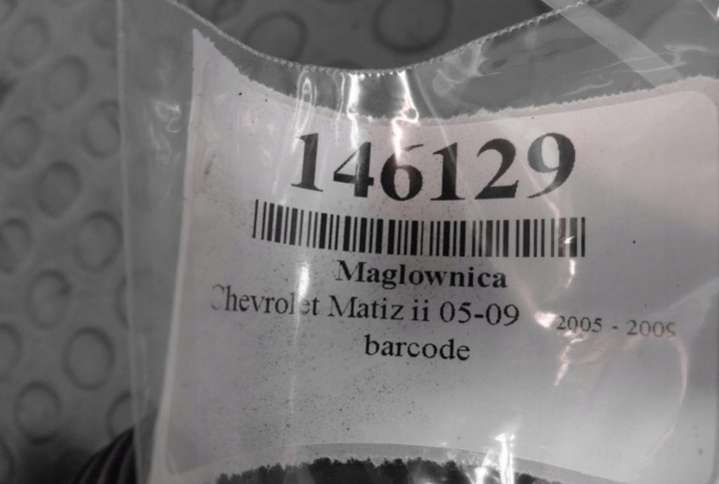 146129
Maglownica
Chevrolet Matiz ii 05-09 2005 - 2009
barcode